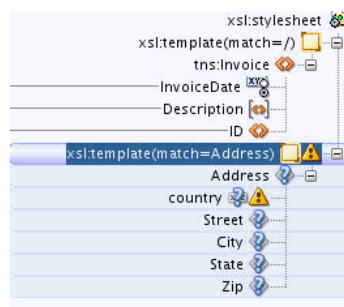 xsl:stylesheet
xsl:template(match=/)
tns:Invoice
InvoiceDate
Description
ID
xsl:template(match=Address)
Address
country
Street
City
State
Zip